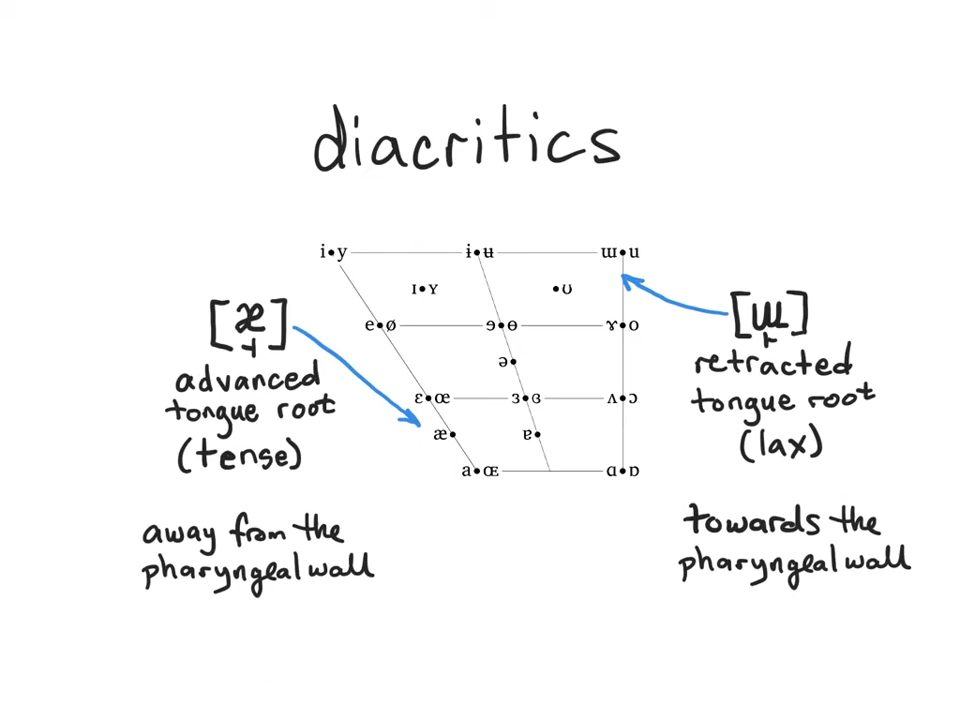 diacritics
i•y ɨ•ʉ ɯ•u
ɪ•ʏ •ʊ
[æ̘]
[ɯ̙]
e•ø ɘ•ɵ ɤ•o
advanced
tongue root
(tense)
retracted
tongue root
(lax)
ə•
ɛ•œ ɜ•ɞ ʌ•ɔ
æ• ɐ•
a•ɶ ɑ•ɒ
away from the
pharyngeal wall
towards the
pharyngeal wall